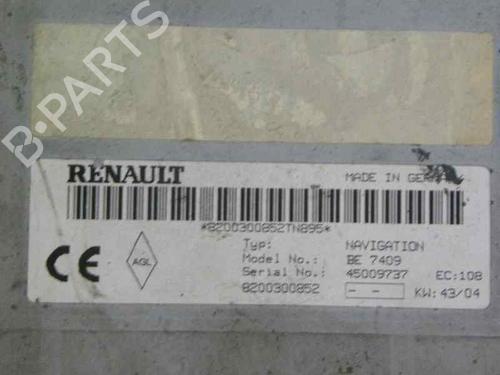 B-PARTS
RENAULT
MADE IN GERMANY
*8200300852TN895*
Typ: NAVIGATION
Model No.: BE 7409
Serial No.: 45009737 EC:108
8200300852 - - KW:43/04
CE
AGL